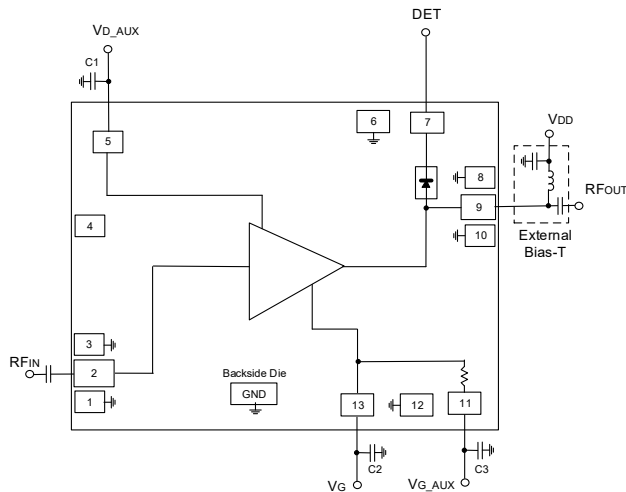 DET
VD_AUX
C1
VDD
6
7
5
8
RFOUT
9
4
10
External
Bias-T
3
RFIN
2
Backside Die
GND
1
13
12
11
C2
C3
VG
VG_AUX